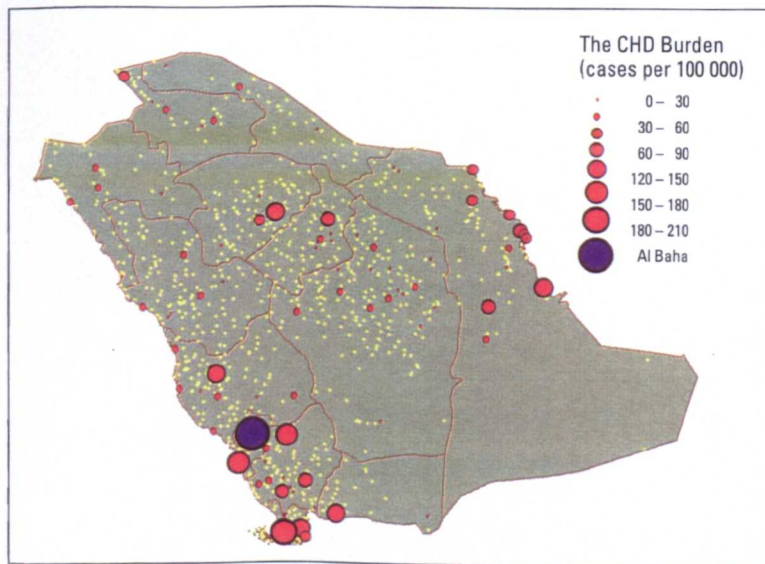 The CHD Burden
(cases per 100 000)
0 – 30
30 – 60
60 – 90
120 – 150
150 – 180
180 – 210
Al Baha